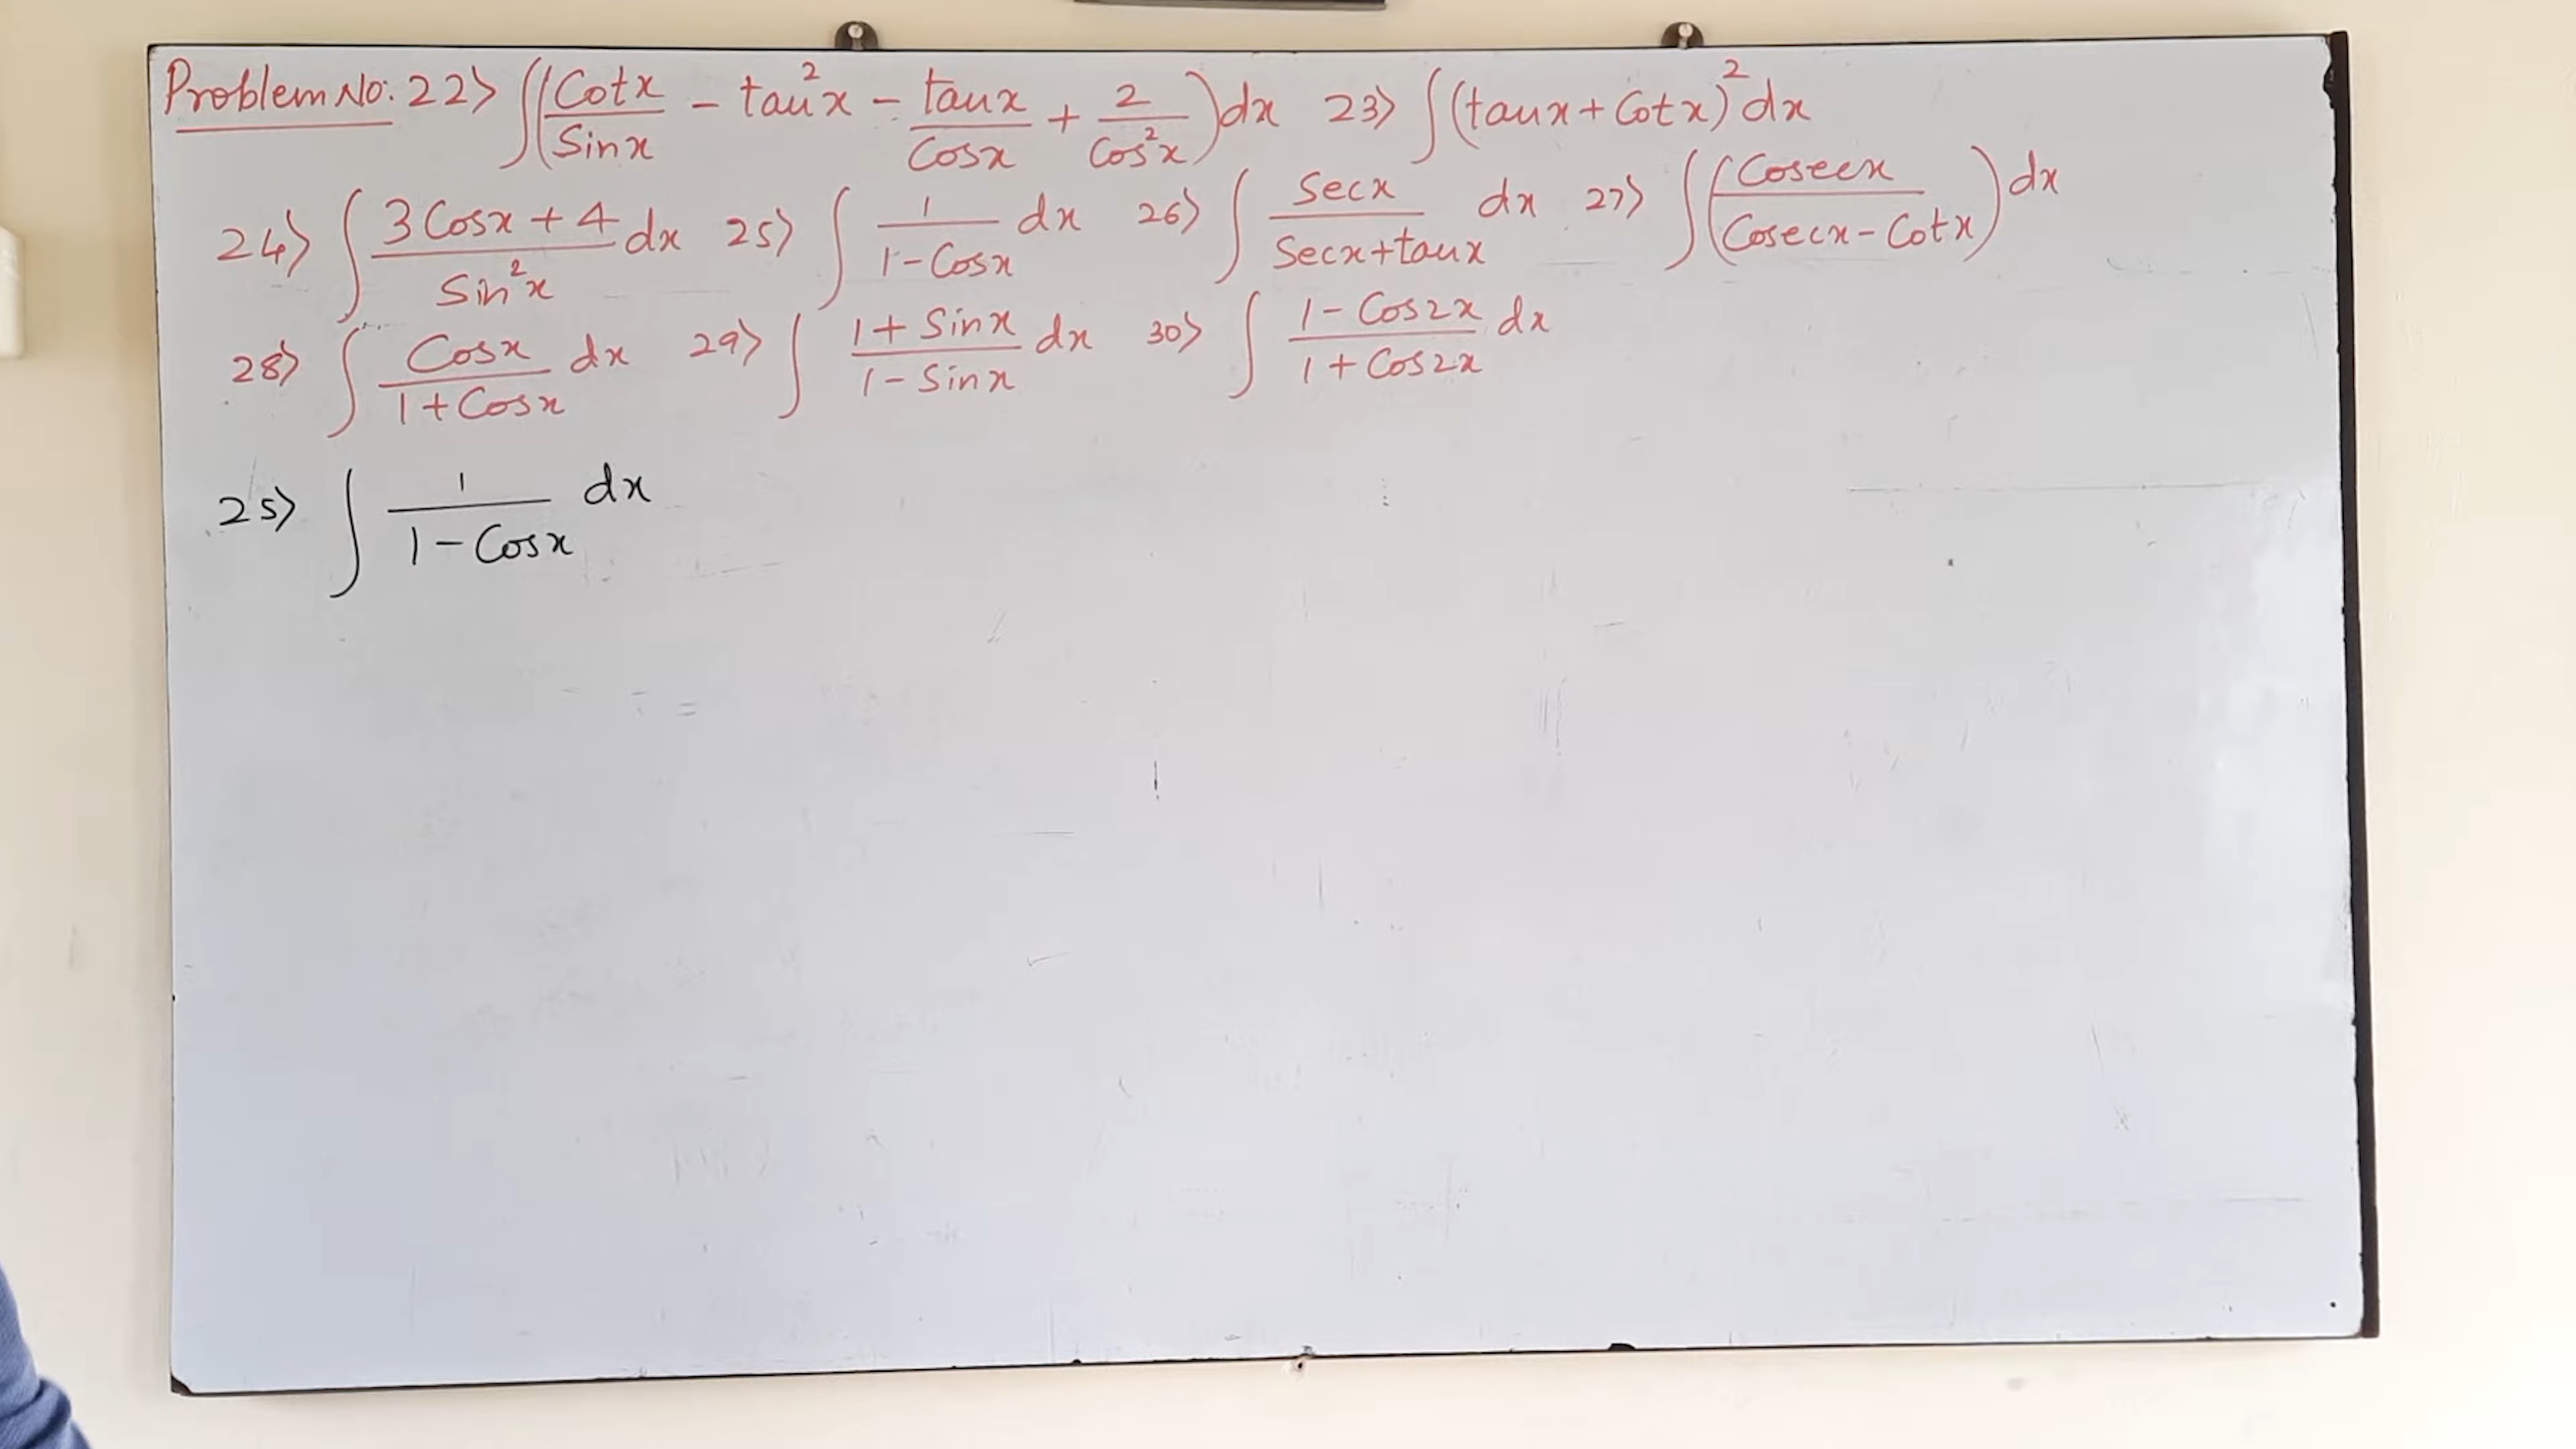 Problem No: 22) ∫(Cotx/Sinx - tan²x - tanx/Cosx + 2/Cos²x)dx 23) ∫(tanx + Cotx)²dx
24) ∫ (3Cosx + 4)/Sin²x dx 25) ∫ 1/(1-Cosx) dx 26) ∫ Secx/(Secx+tanx) dx 27) ∫(Cosecx/(Cosecx - Cotx))dx
28) ∫ Cosx/(1+Cosx) dx 29) ∫ (1+Sinx)/(1-Sinx) dx 30) ∫ (1-Cos2x)/(1+Cos2x) dx
25) ∫ 1/(1-Cosx) dx